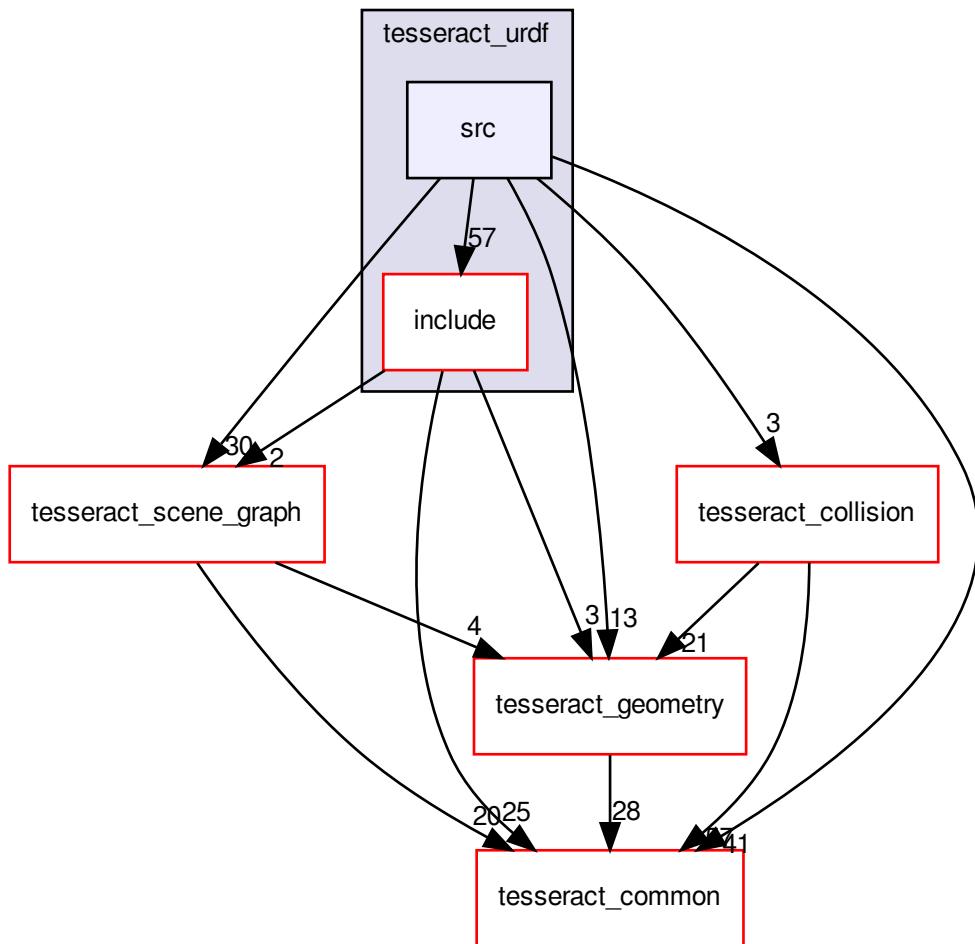 tesseract_urdf
src
57
include
3
30
2
tesseract_scene_graph
tesseract_collision
4
3
13
21
tesseract_geometry
20
25
28
41
tesseract_common